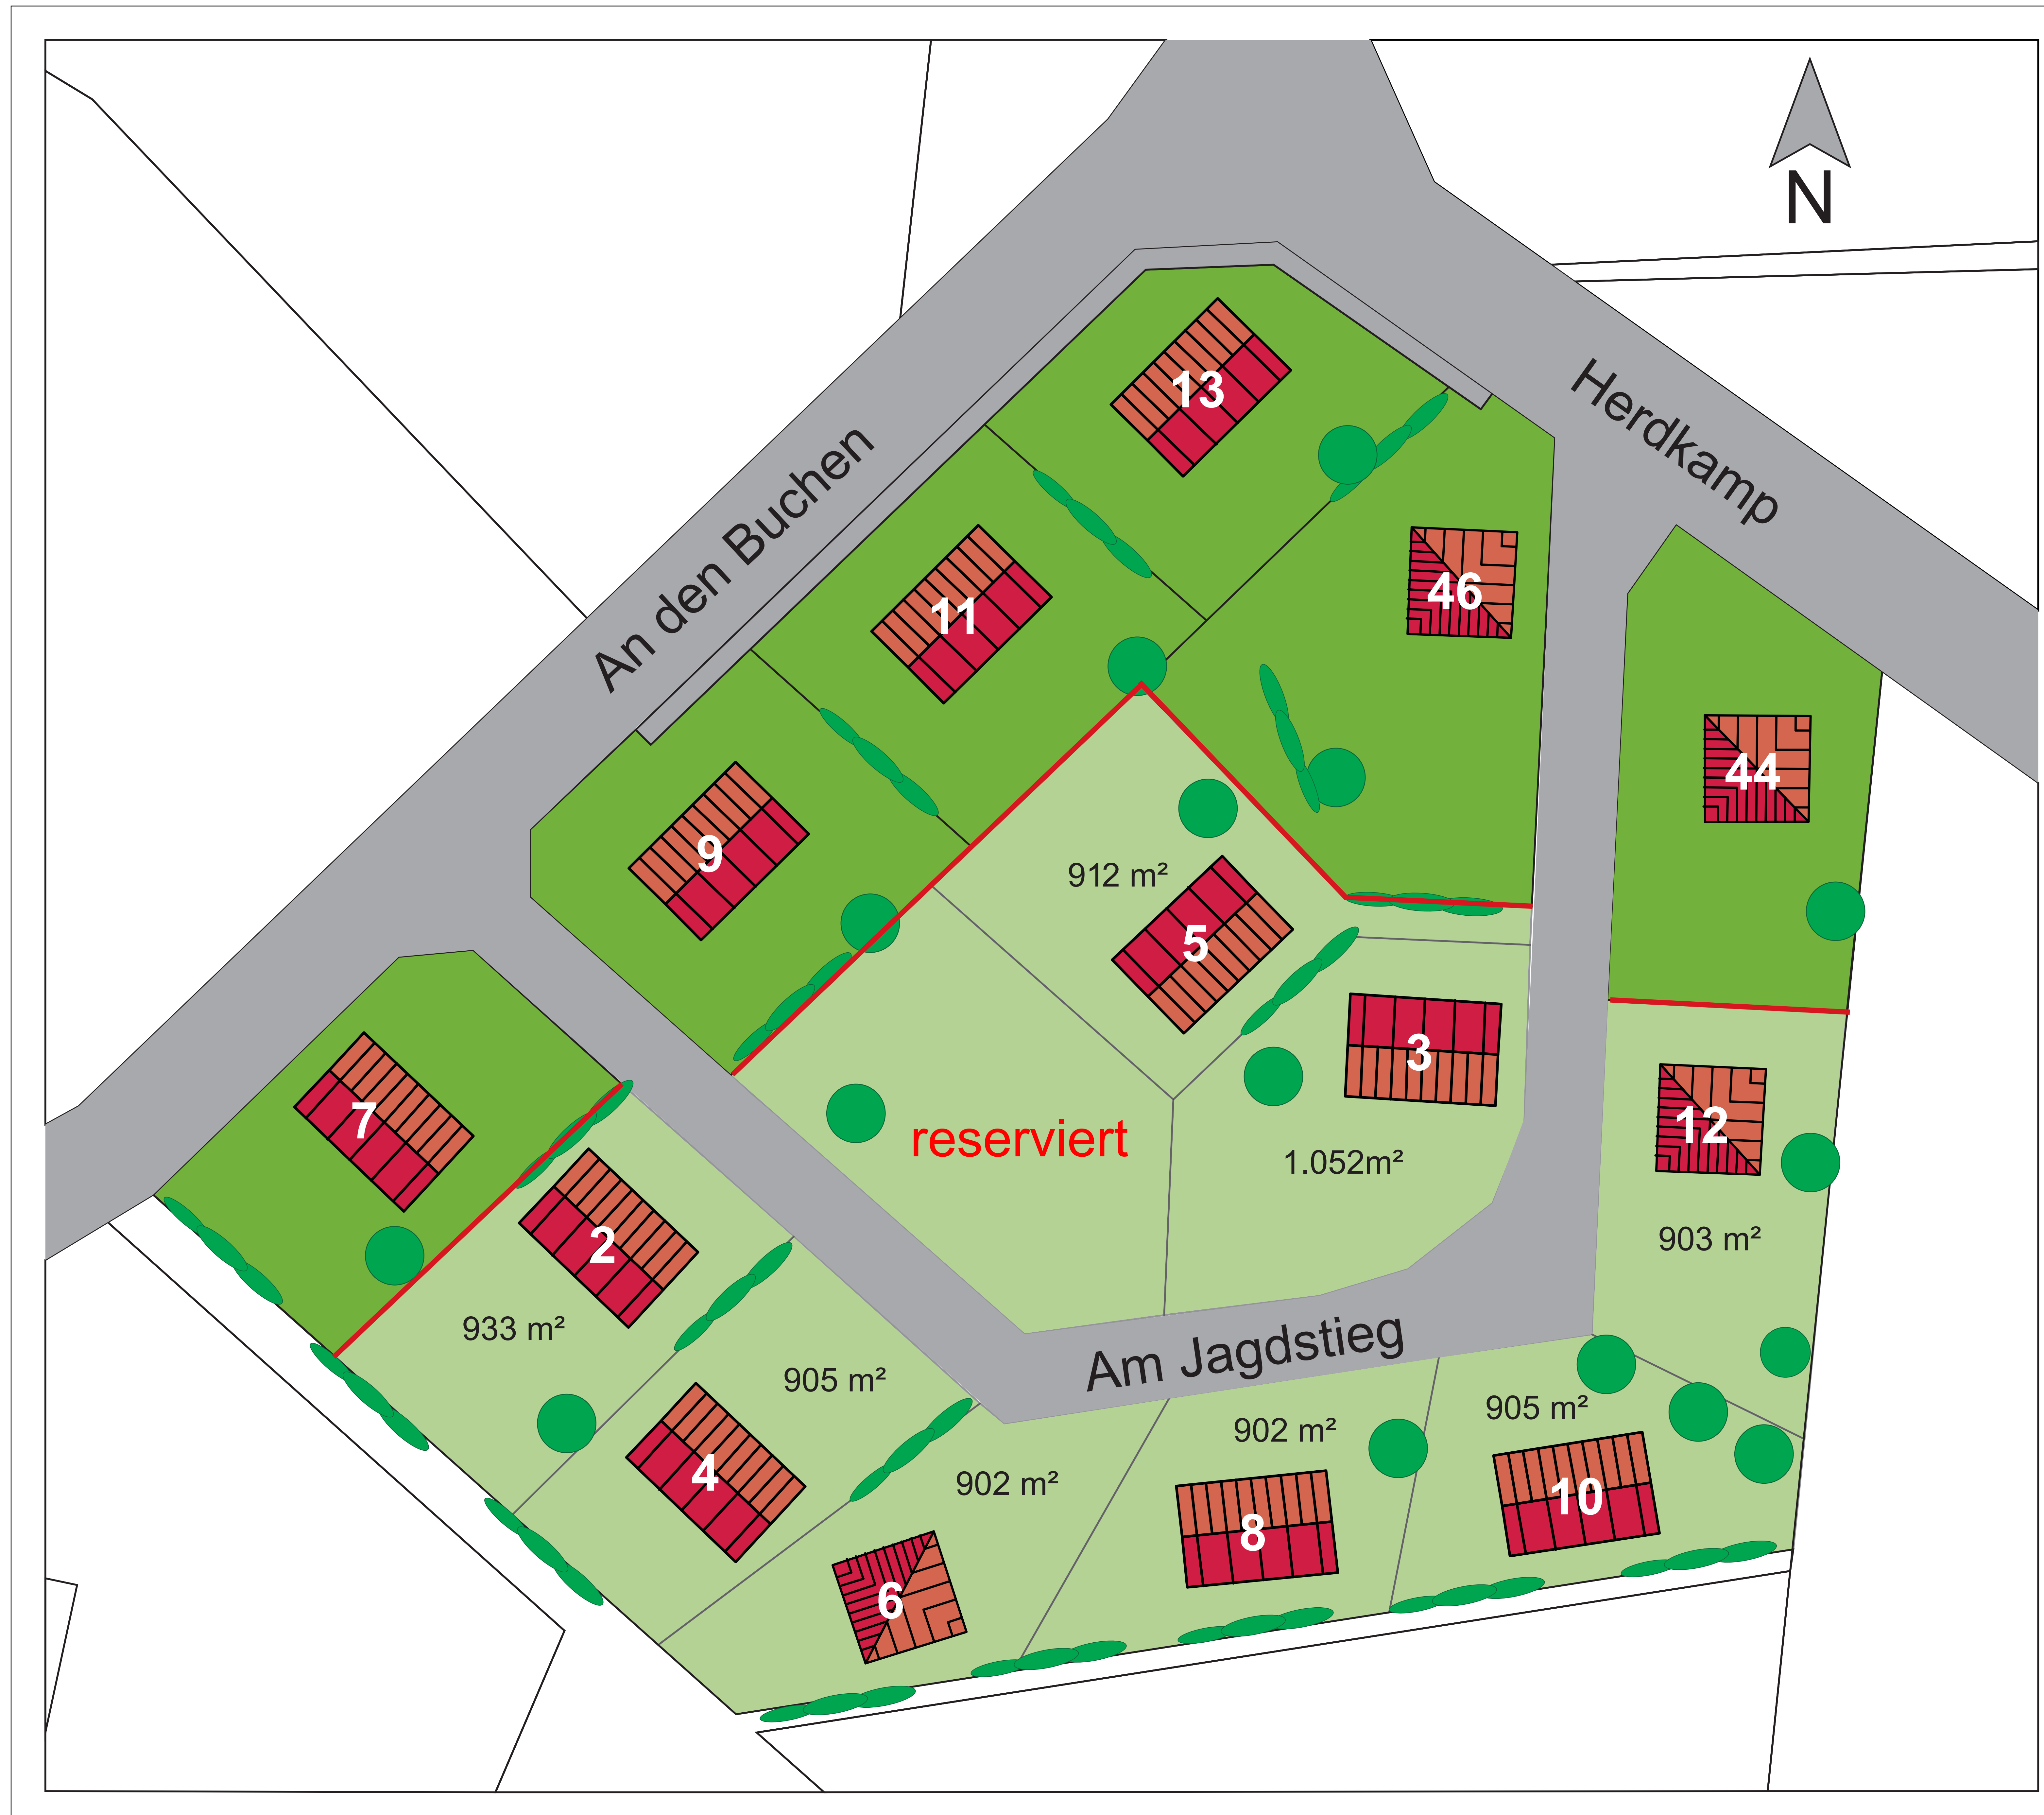 N
Herdkamp
An den Buchen
13
11
46
44
9
912 m²
5
3
7
reserviert
12
1.052m²
2
903 m²
933 m²
Am Jagdstieg
905 m²
905 m²
902 m²
4
902 m²
10
8
6